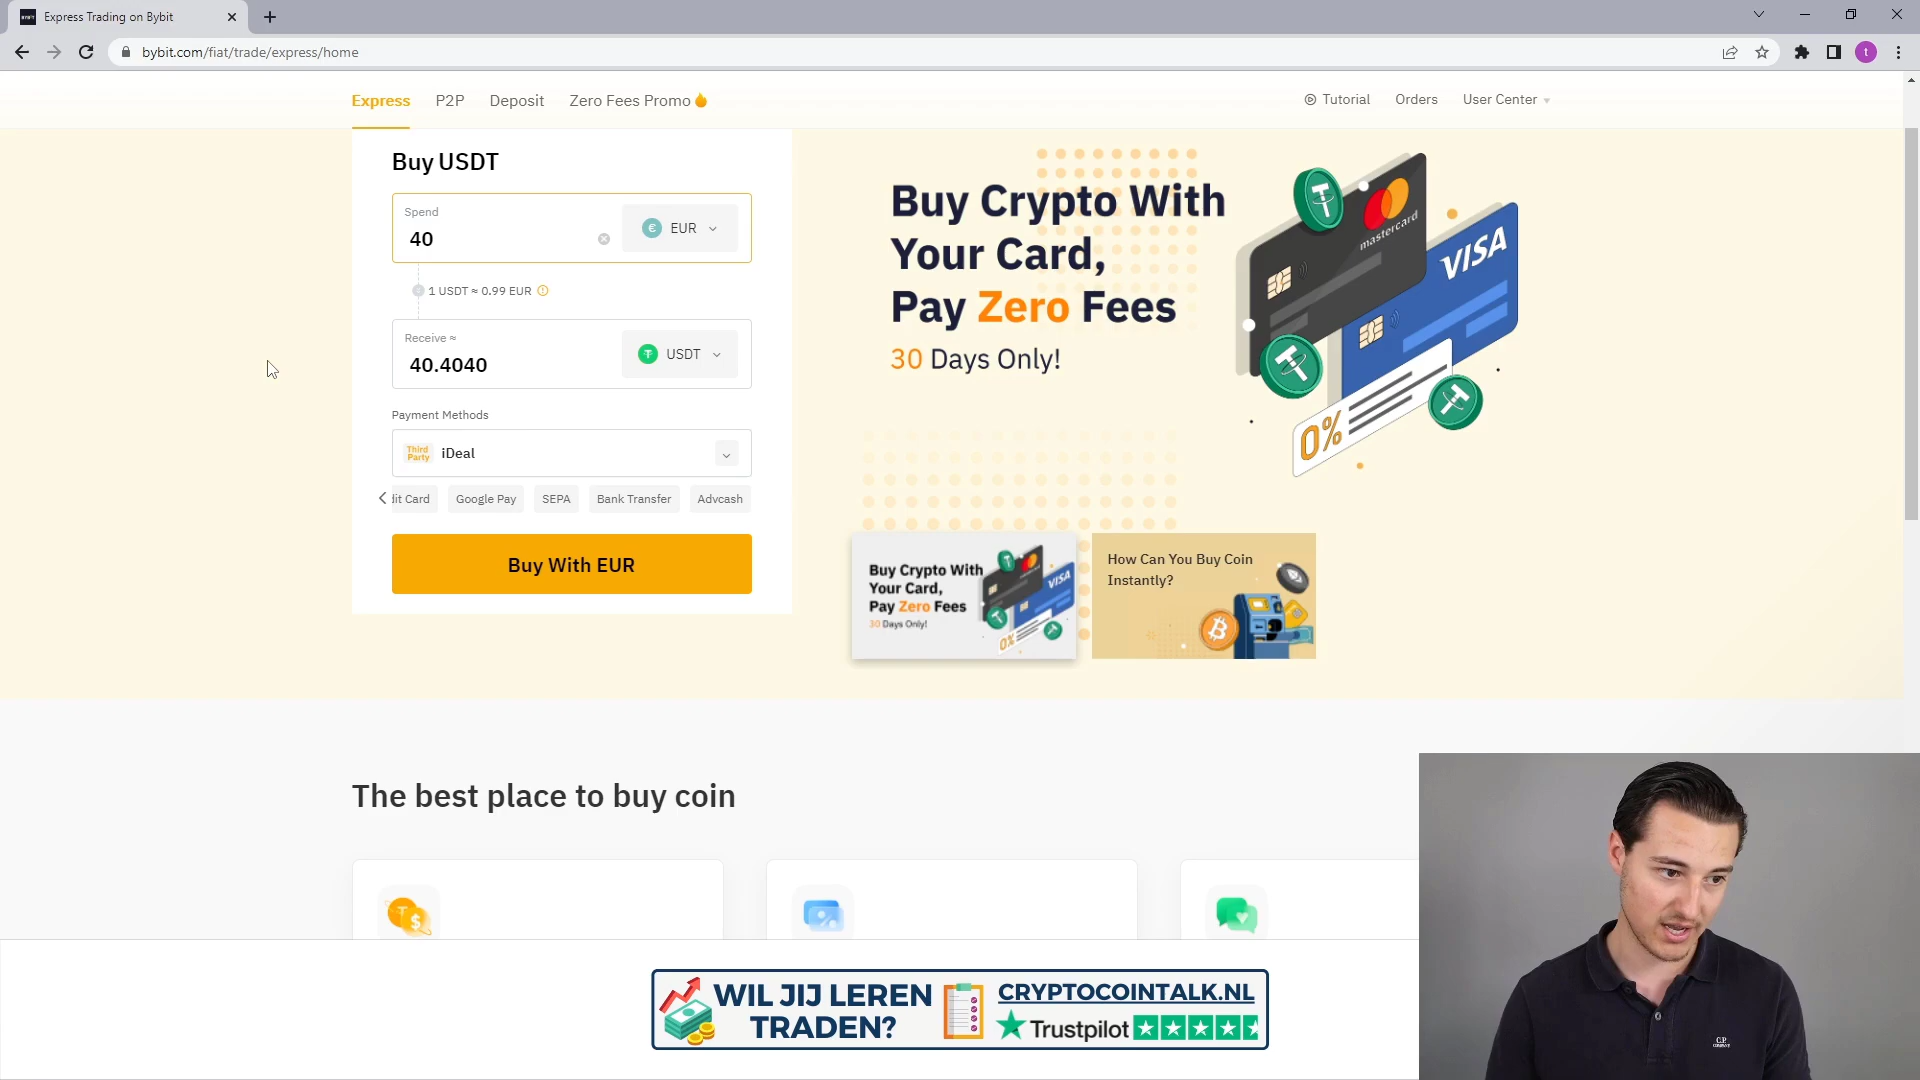 Express Trading on Bybit
bybit.com/fiat/trade/express/home
t
Express P2P Deposit Zero Fees Promo
Tutorial Orders User Center
Buy USDT
Spend
40
EUR
1 USDT ≈ 0.99 EUR
Receive ≈
40.4040
USDT
Payment Methods
Third Party iDeal
dit Card Google Pay SEPA Bank Transfer Advcash
Buy With EUR
Buy Crypto With
Your Card,
Pay Zero Fees
30 Days Only!
mastercard
VISA
0%
Buy Crypto With
Your Card,
Pay Zero Fees
30 Days Only!
VISA
0%
How Can You Buy Coin
Instantly?
The best place to buy coin
WIL JIJ LEREN
TRADEN?
CRYPTOCOINTALK.NL
Trustpilot
C.P.
COMPANY